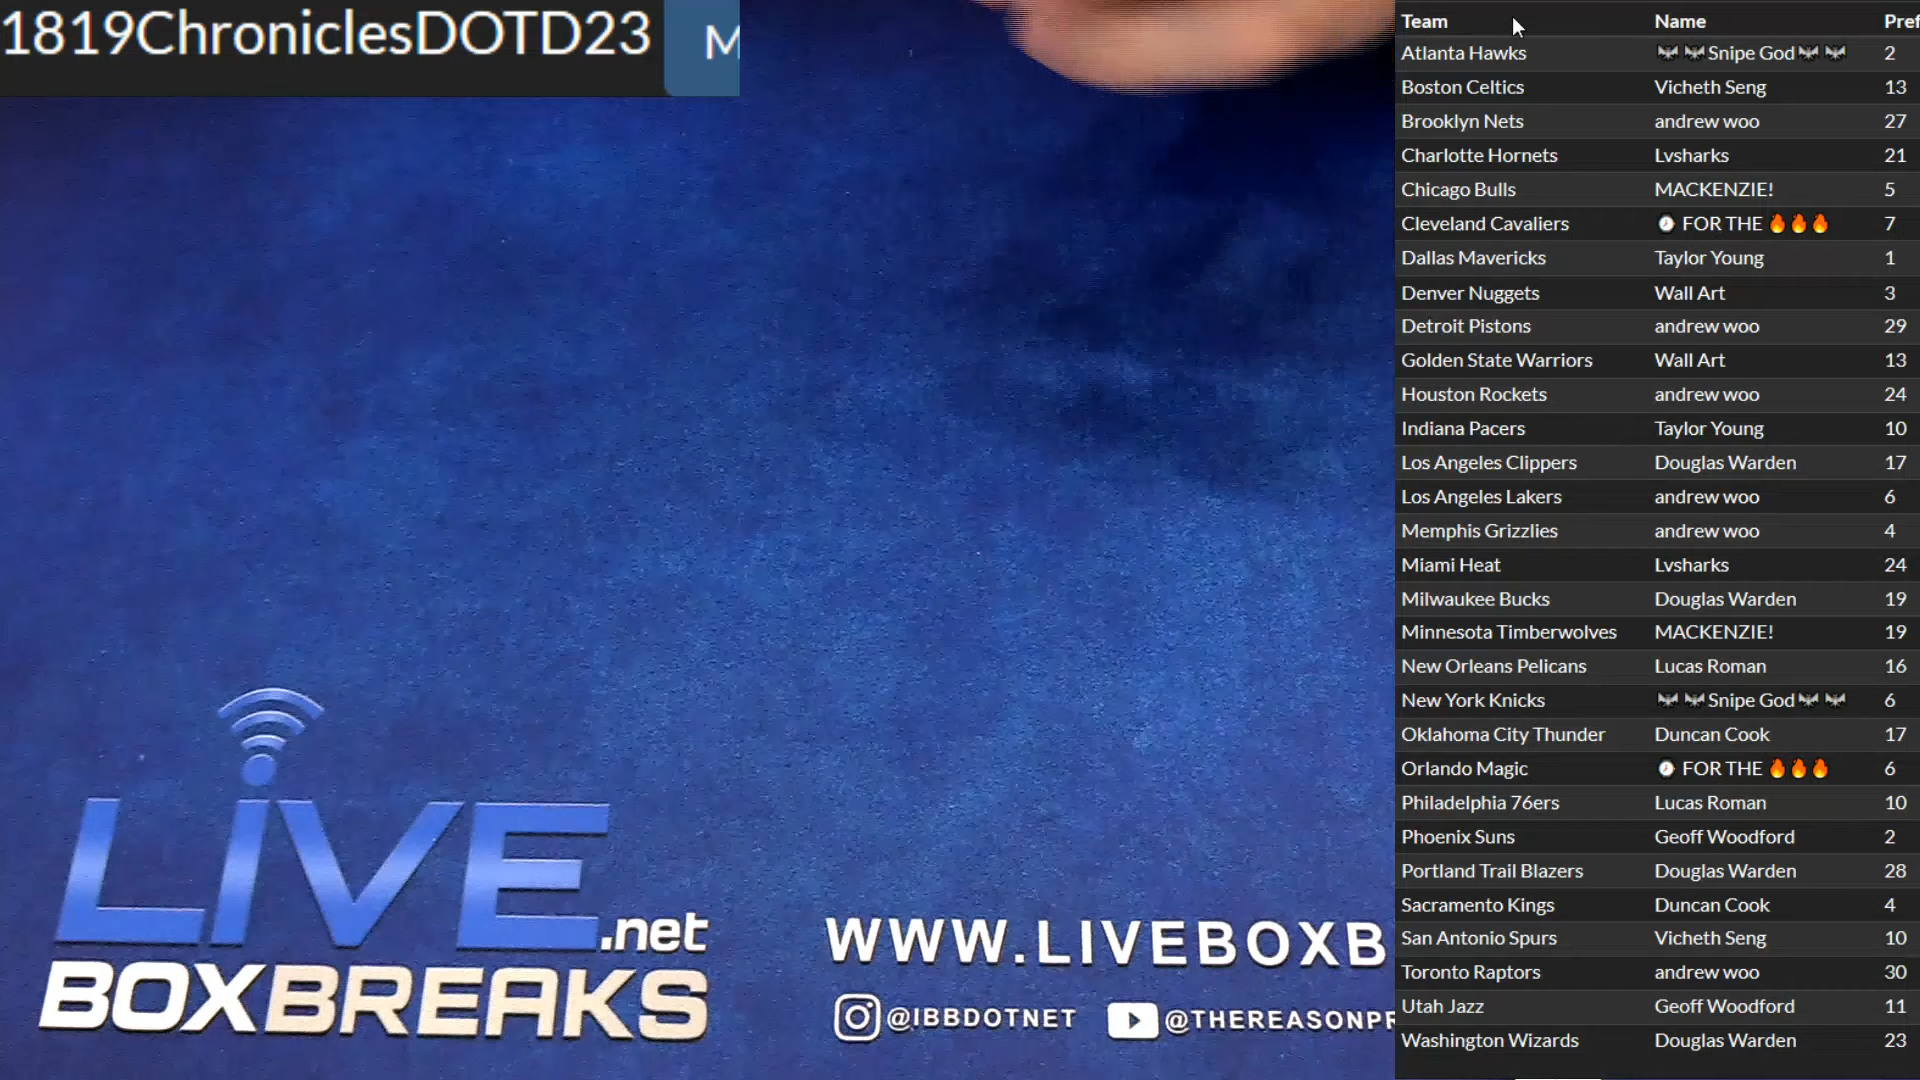 1819ChroniclesDOTD23
M
Team Name Pref
Atlanta Hawks Snipe God 2
Boston Celtics Vicheth Seng 13
Brooklyn Nets andrew woo 27
Charlotte Hornets Lvsharks 21
Chicago Bulls MACKENZIE! 5
Cleveland Cavaliers 🕗 FOR THE 🔥🔥🔥 7
Dallas Mavericks Taylor Young 1
Denver Nuggets Wall Art 3
Detroit Pistons andrew woo 29
Golden State Warriors Wall Art 13
Houston Rockets andrew woo 24
Indiana Pacers Taylor Young 10
Los Angeles Clippers Douglas Warden 17
Los Angeles Lakers andrew woo 6
Memphis Grizzlies andrew woo 4
Miami Heat Lvsharks 24
Milwaukee Bucks Douglas Warden 19
Minnesota Timberwolves MACKENZIE! 19
New Orleans Pelicans Lucas Roman 16
New York Knicks Snipe God 6
Oklahoma City Thunder Duncan Cook 17
Orlando Magic 🕗 FOR THE 🔥🔥🔥 6
Philadelphia 76ers Lucas Roman 10
Phoenix Suns Geoff Woodford 2
Portland Trail Blazers Douglas Warden 28
Sacramento Kings Duncan Cook 4
San Antonio Spurs Vicheth Seng 10
Toronto Raptors andrew woo 30
Utah Jazz Geoff Woodford 11
Washington Wizards Douglas Warden 23
LiVE.net
BOXBREAKS
WWW.LIVEBOXB
@IBBDOTNET @THEREASONPR